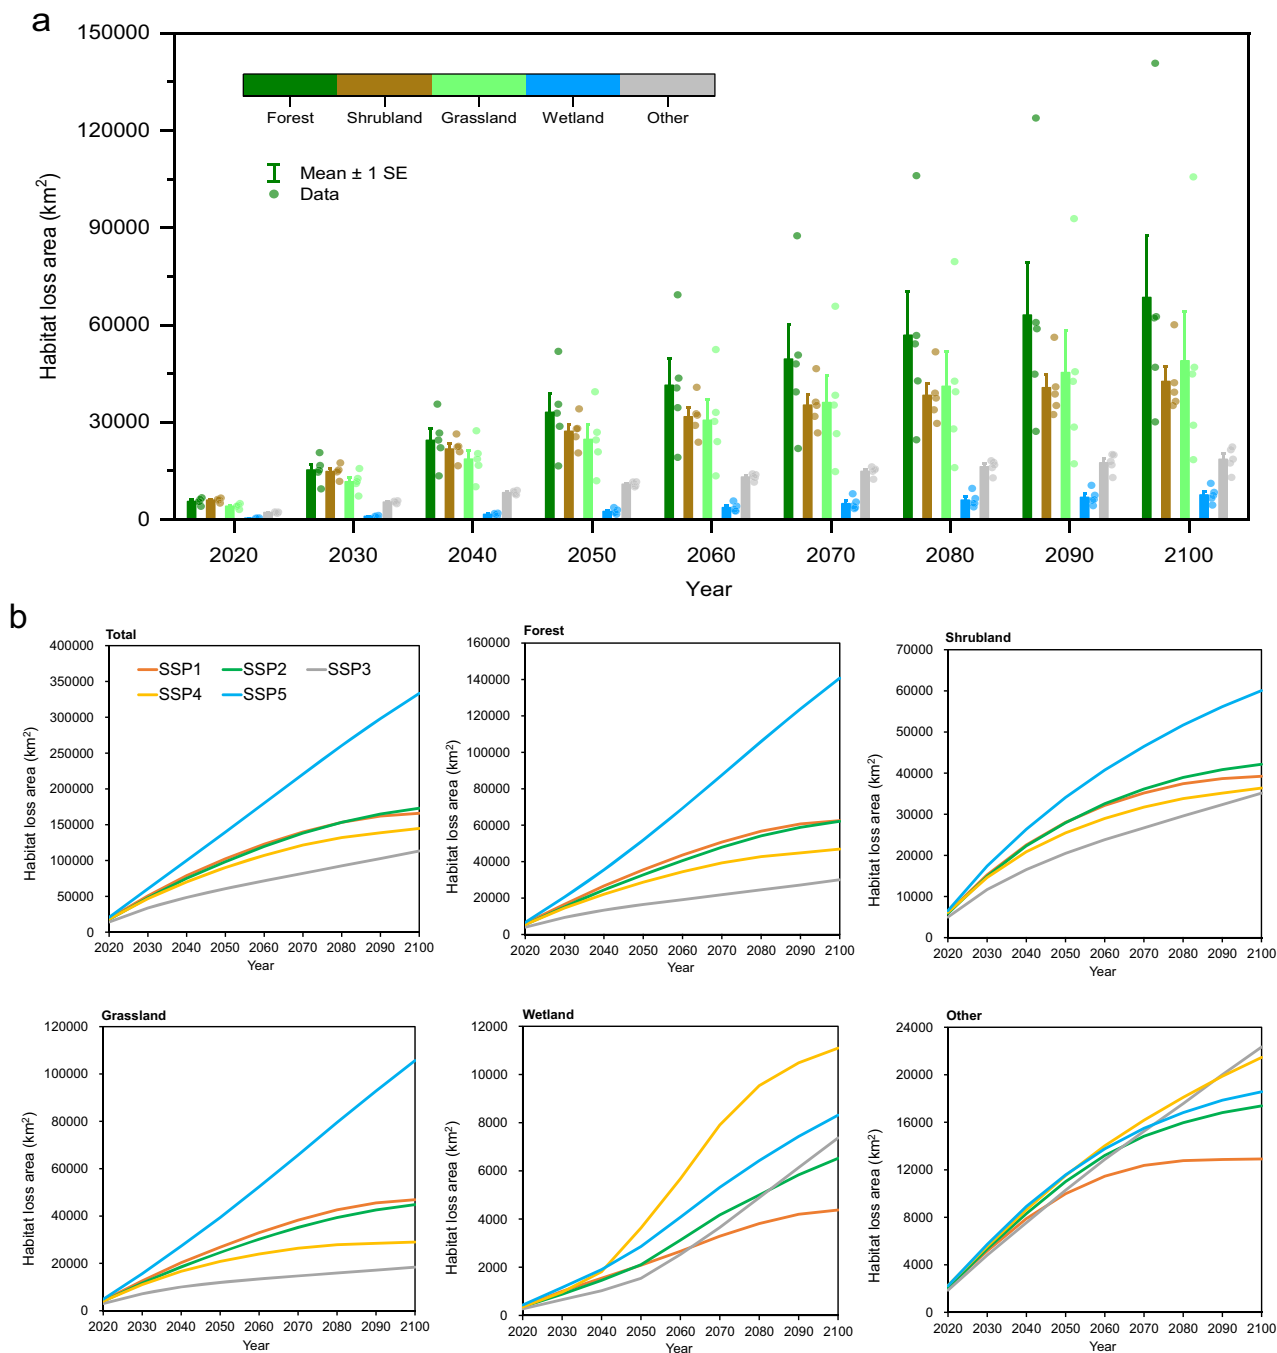 a
150000
120000
90000
60000
30000
0
Habitat loss area (km²)
Forest Shrubland Grassland Wetland Other
Mean ± 1 SE
Data
2020 2030 2040 2050 2060 2070 2080 2090 2100
Year
b
Total
400000
350000
300000
250000
200000
150000
100000
50000
0
Habitat loss area (km²)
SSP1 SSP2 SSP3
SSP4 SSP5
2020 2030 2040 2050 2060 2070 2080 2090 2100
Year
Forest
160000
140000
120000
100000
80000
60000
40000
20000
0
Habitat loss area (km²)
2020 2030 2040 2050 2060 2070 2080 2090 2100
Year
Shrubland
70000
60000
50000
40000
30000
20000
10000
0
Habitat loss area (km²)
2020 2030 2040 2050 2060 2070 2080 2090 2100
Year
Grassland
120000
100000
80000
60000
40000
20000
0
Habitat loss area (km²)
2020 2030 2040 2050 2060 2070 2080 2090 2100
Year
Wetland
12000
10000
8000
6000
4000
2000
0
Habitat loss area (km²)
2020 2030 2040 2050 2060 2070 2080 2090 2100
Year
Other
24000
20000
16000
12000
8000
4000
0
Habitat loss area (km²)
2020 2030 2040 2050 2060 2070 2080 2090 2100
Year